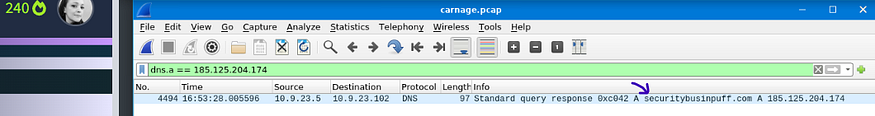 240
carnage.pcap
File Edit View Go Capture Analyze Statistics Telephony Wireless Tools Help
dns.a == 185.125.204.174
No. Time Source Destination Protocol Length Info
4494 16:53:28.005596 10.9.23.5 10.9.23.102 DNS 97 Standard query response 0xc042 A securitybusinpuff.com A 185.125.204.174